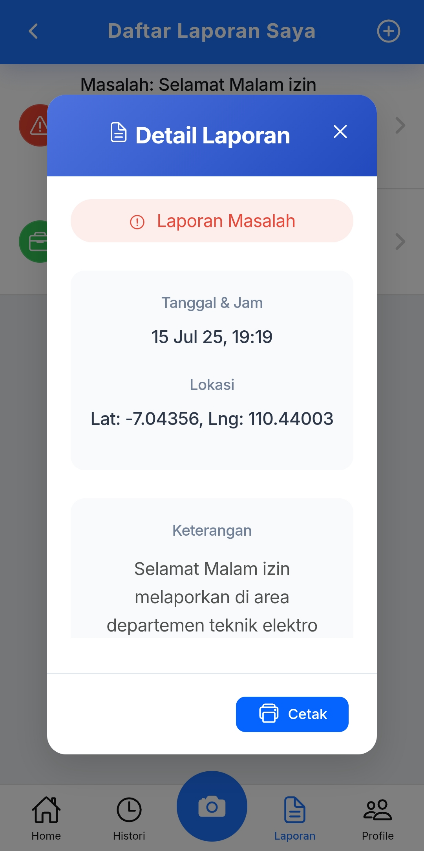 Daftar Laporan Saya
Masalah: Selamat Malam izin
Detail Laporan
Laporan Masalah
Tanggal & Jam
15 Jul 25, 19:19
Lokasi
Lat: -7.04356, Lng: 110.44003
Keterangan
Selamat Malam izin
melaporkan di area
departemen teknik elektro
Cetak
Home
Histori
Laporan
Profile